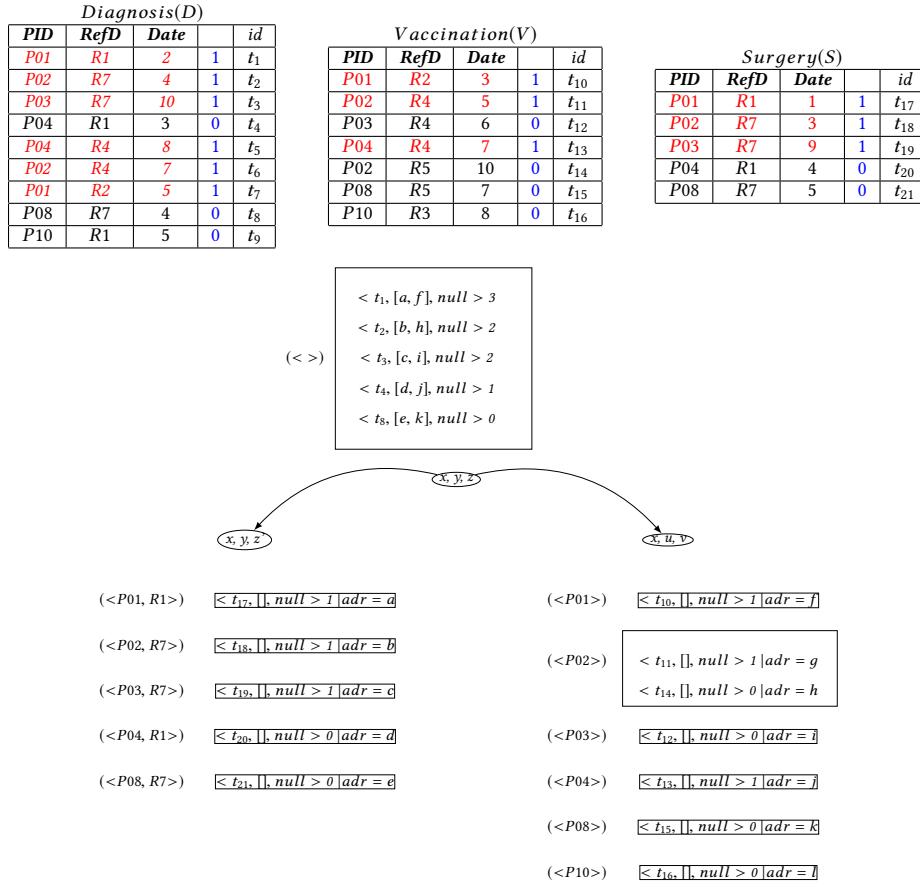 Diagnosis(D)
PID RefD Date id
P01 R1 2 1 t1
P02 R7 4 1 t2
P03 R7 10 1 t3
P04 R1 3 0 t4
P04 R4 8 1 t5
P02 R4 7 1 t6
P01 R2 5 1 t7
P08 R7 4 0 t8
P10 R1 5 0 t9
Vaccination(V)
PID RefD Date id
P01 R2 3 1 t10
P02 R4 5 1 t11
P03 R4 6 0 t12
P04 R4 7 1 t13
P02 R5 10 0 t14
P08 R5 7 0 t15
P10 R3 8 0 t16
Surgery(S)
PID RefD Date id
P01 R1 1 1 t17
P02 R7 3 1 t18
P03 R7 9 1 t19
P04 R1 4 0 t20
P08 R7 5 0 t21
(< >)
< t1, [a, f], null > 3
< t2, [b, h], null > 2
< t3, [c, i], null > 2
< t4, [d, j], null > 1
< t8, [e, k], null > 0
x, y, z
x, y, z'
x, u, v
(<P01, R1>) < t17, [], null > 1 |adr = a
(<P02, R7>) < t18, [], null > 1 |adr = b
(<P03, R7>) < t19, [], null > 1 |adr = c
(<P04, R1>) < t20, [], null > 0 |adr = d
(<P08, R7>) < t21, [], null > 0 |adr = e
(<P01>) < t10, [], null > 1 |adr = f
(<P02>) < t11, [], null > 1 |adr = g
< t14, [], null > 0 |adr = h
(<P03>) < t12, [], null > 0 |adr = i
(<P04>) < t13, [], null > 1 |adr = j
(<P08>) < t15, [], null > 0 |adr = k
(<P10>) < t16, [], null > 0 |adr = l